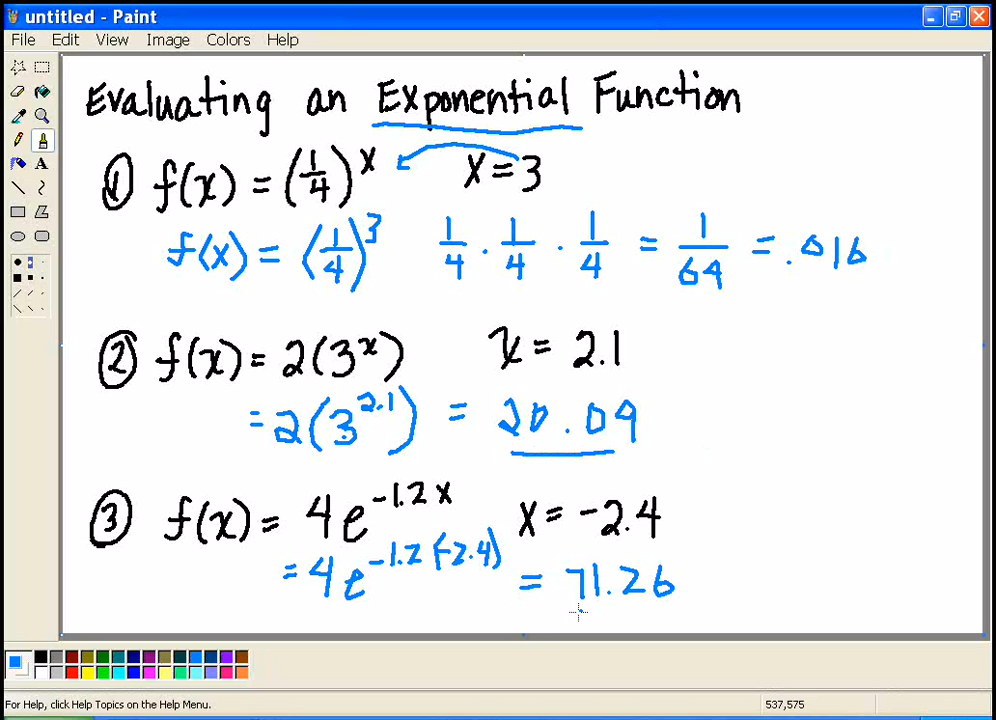 untitled - Paint
File Edit View Image Colors Help
Evaluating an Exponential Function
① f(x) = (1/4)^x x = 3
f(x) = (1/4)^3 1/4 · 1/4 · 1/4 = 1/64 = .016
② f(x) = 2(3^x) x = 2.1
= 2(3^2.1) = 20.09
③ f(x) = 4e^-1.2x x = -2.4
= 4e^-1.2(-2.4) = 71.26
For Help, click Help Topics on the Help Menu. 537,575